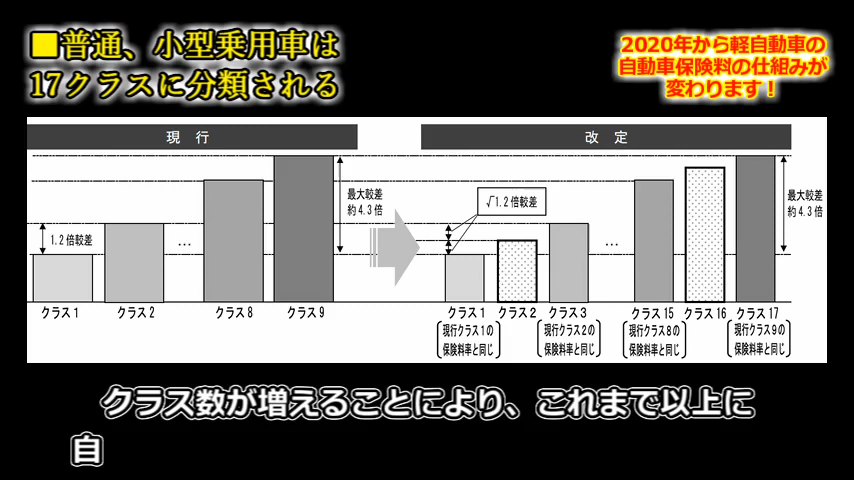 ■普通、小型乗用車は
17クラスに分類される
2020年から軽自動車の
自動車保険料の仕組みが
変わります！
現　行
改　定
最大較差
約4.3倍
1.2倍較差
…
クラス1
クラス2
クラス8
クラス9
√1.2倍較差
最大較差
約4.3倍
…
クラス1
クラス2
クラス3
クラス15
クラス16
クラス17
現行クラス1の
保険料率と同じ
現行クラス2の
保険料率と同じ
現行クラス8の
保険料率と同じ
現行クラス9の
保険料率と同じ
クラス数が増えることにより、これまで以上に
自